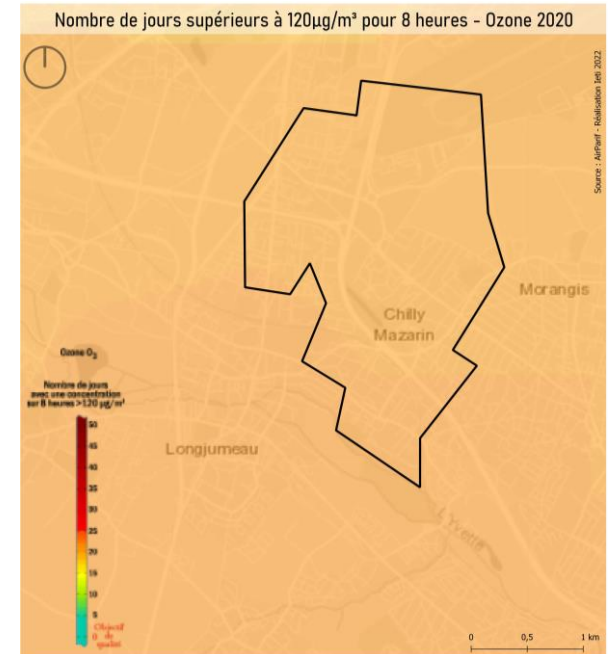 Nombre de jours supérieurs à 120µg/m³ pour 8 heures - Ozone 2020
Source : AirParif - Réalisation Ieti 2022
Morangis
Chilly
Mazarin
Ozone O₃
Nombre de jours
avec une concentration
sur 8 heures >120 µg/m³
Longjumeau
L'Yvette
50
45
40
35
30
25
20
15
10
5
0
Objectif
de
qualité
0 0,5 1 km